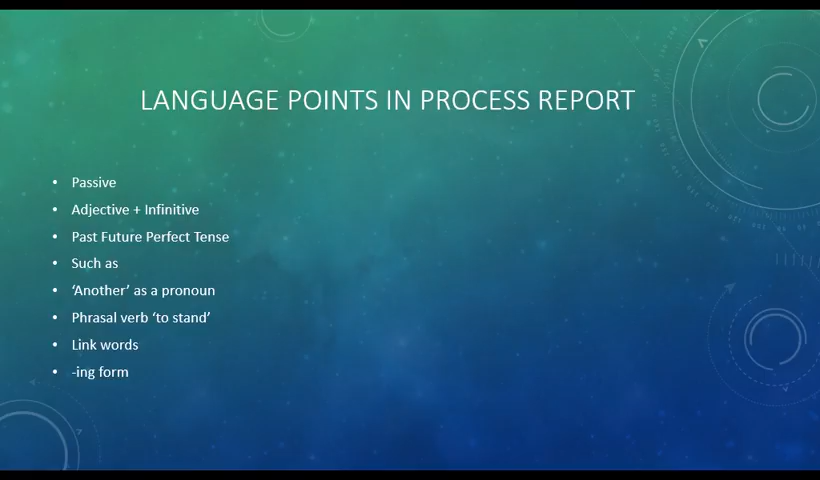 LANGUAGE POINTS IN PROCESS REPORT
• Passive
• Adjective + Infinitive
• Past Future Perfect Tense
• Such as
• ‘Another’ as a pronoun
• Phrasal verb ‘to stand’
• Link words
• -ing form